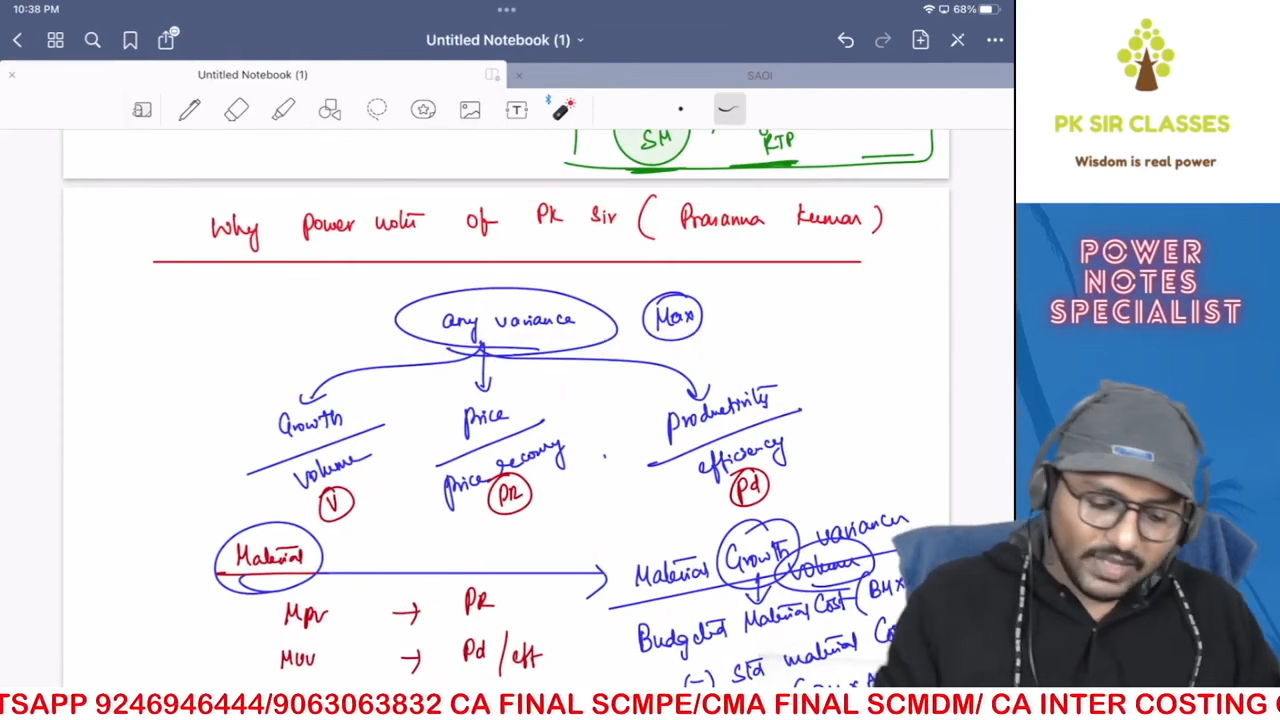 10:38 PM
68%
Untitled Notebook (1)
Untitled Notebook (1)
SAOI
SM
RTP
Why Power notes of PK Sir ( Prasanna Kumar )
any variance
Max
Growth
Volume
V
Price
price recovery
PR
Productivity
efficiency
Pd
Material
MPV → PR
MUV → Pd / eff
Material Growth variance
Volume
Budgeted Material Cost (
(-) Std material
PK SIR CLASSES
Wisdom is real power
POWER
NOTES
SPECIALIST
TSAPP 9246946444/9063063832 CA FINAL SCMPE/CMA FINAL SCMDM/ CA INTER COSTING